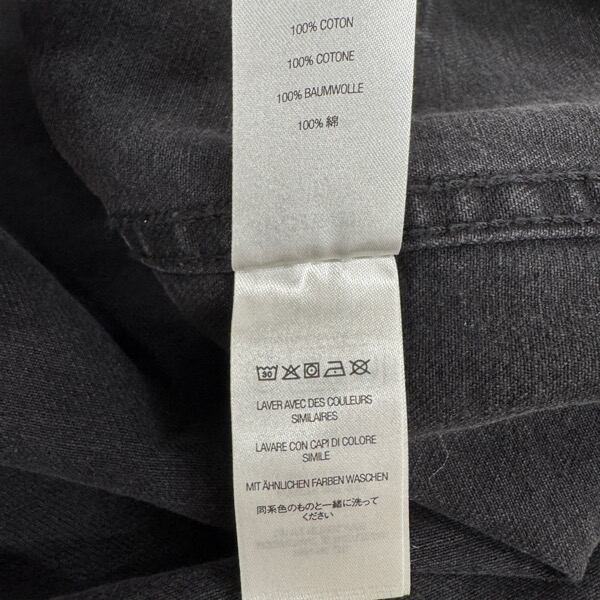 100% COTON
100% COTONE
100% BAUMWOLLE
100% 綿
30
LAVER AVEC DES COULEURS
SIMILAIRES
LAVARE CON CAPI DI COLORE
SIMILE
MIT ÄHNLICHEN FARBEN WASCHEN
同系色のものと一緒に洗って
ください